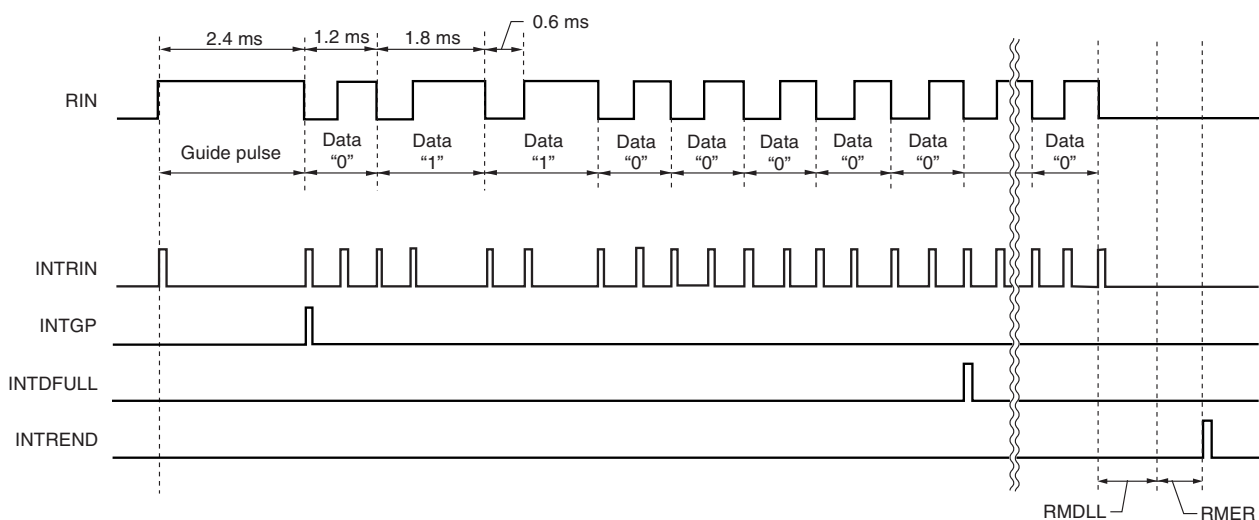 0.6 ms
2.4 ms 1.2 ms 1.8 ms
RIN
Guide pulse
Data
“0”
Data
“1”
Data
“1”
Data
“0”
Data
“0”
Data
“0”
Data
“0”
Data
“0”
Data
“0”
INTRIN
INTGP
INTDFULL
INTREND
RMDLL RMER